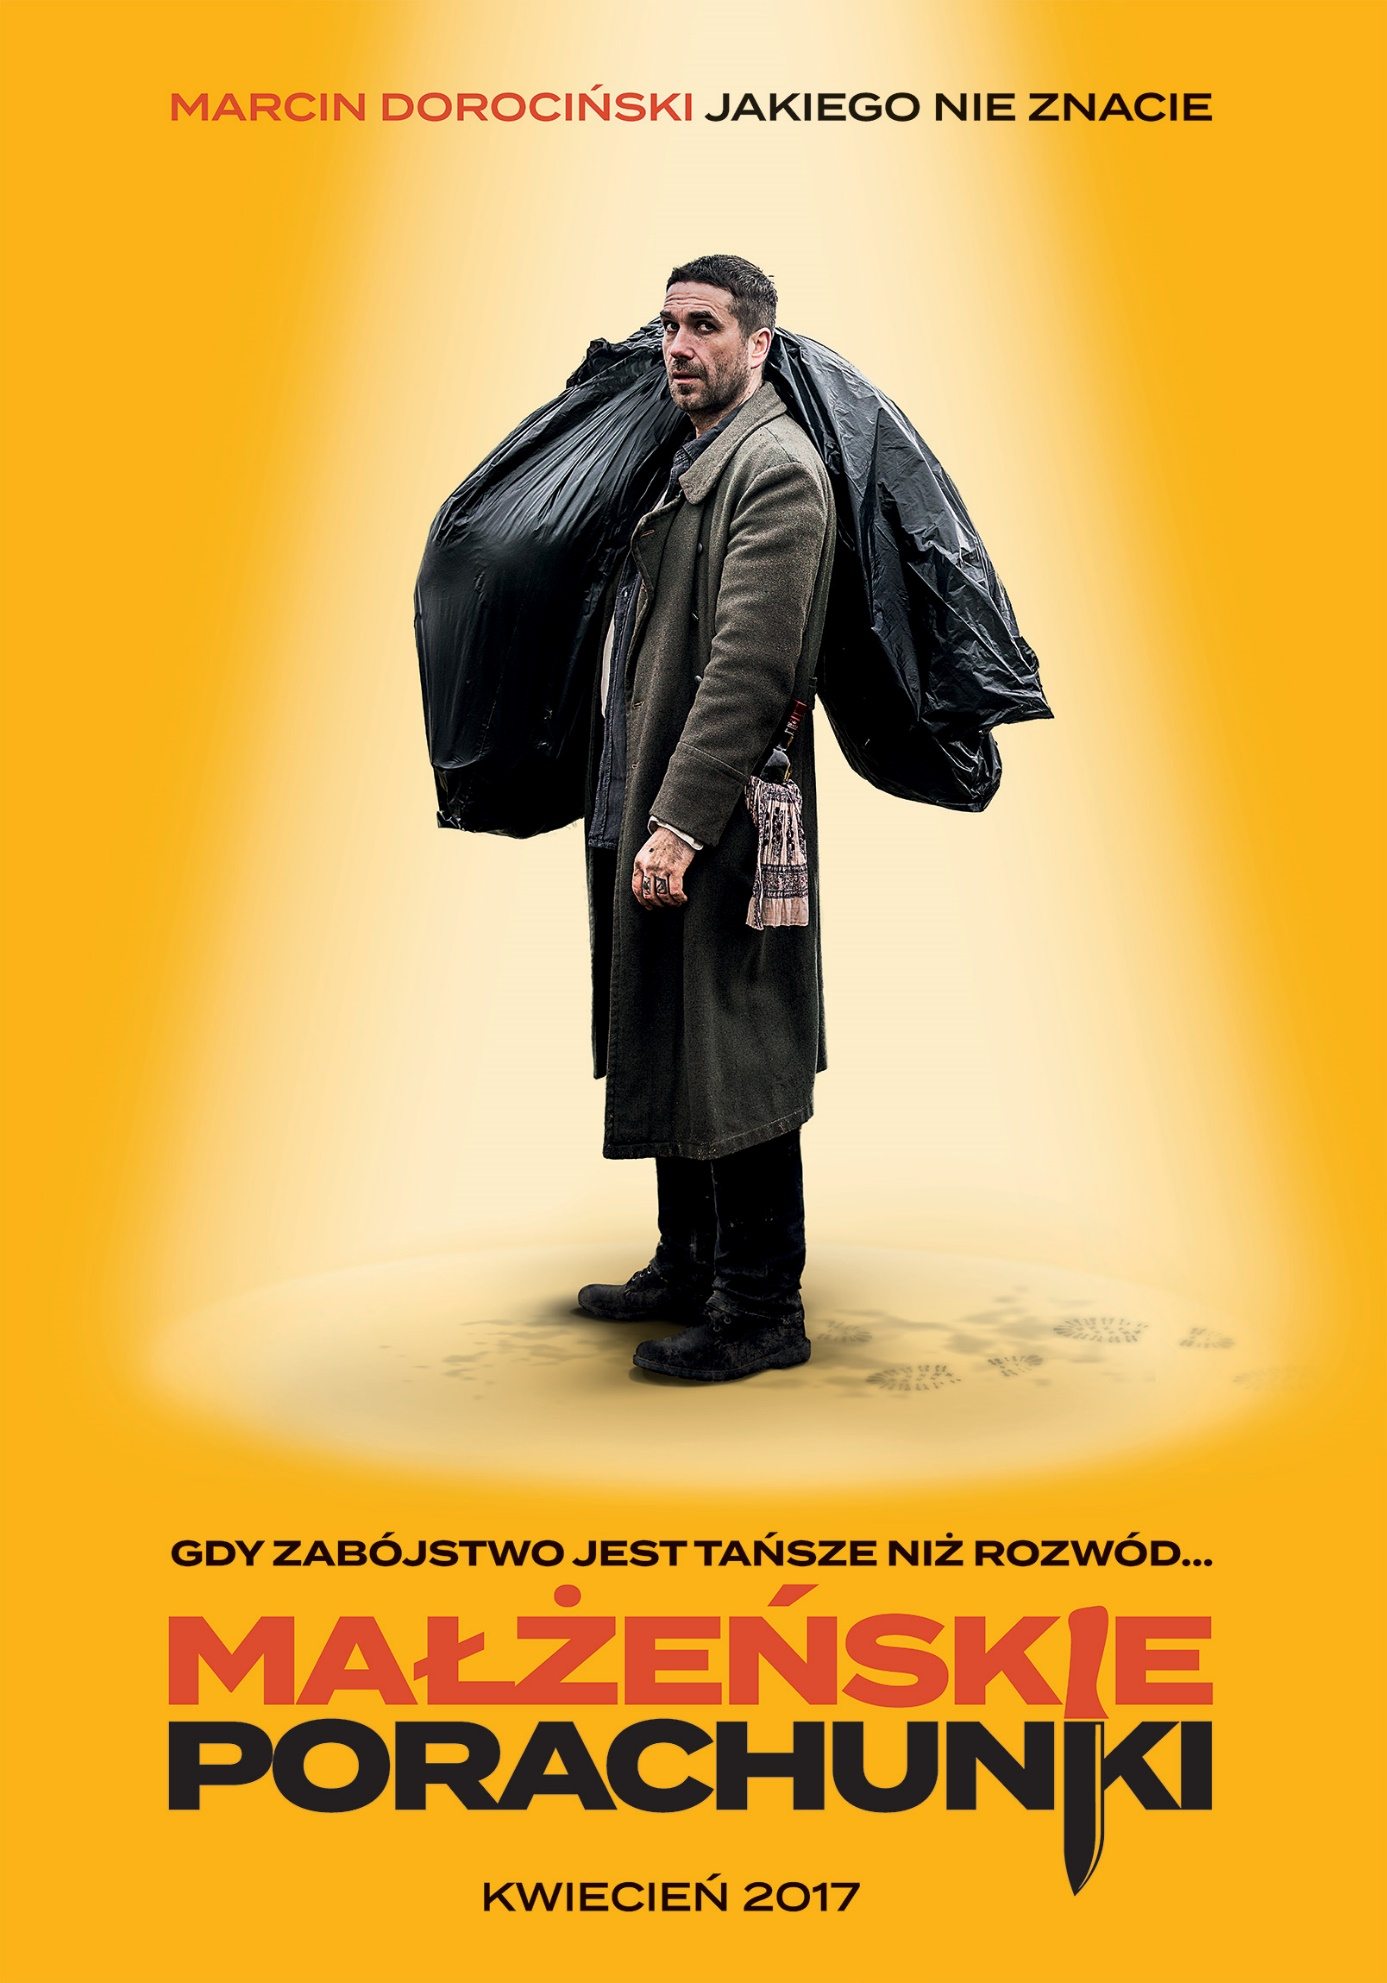 MARCIN DOROCIŃSKI JAKIEGO NIE ZNACIE
GDY ZABÓJSTWO JEST TAŃSZE NIŻ ROZWÓD...
MAŁŻEŃSKIE
PORACHUNKI
KWIECIEŃ 2017